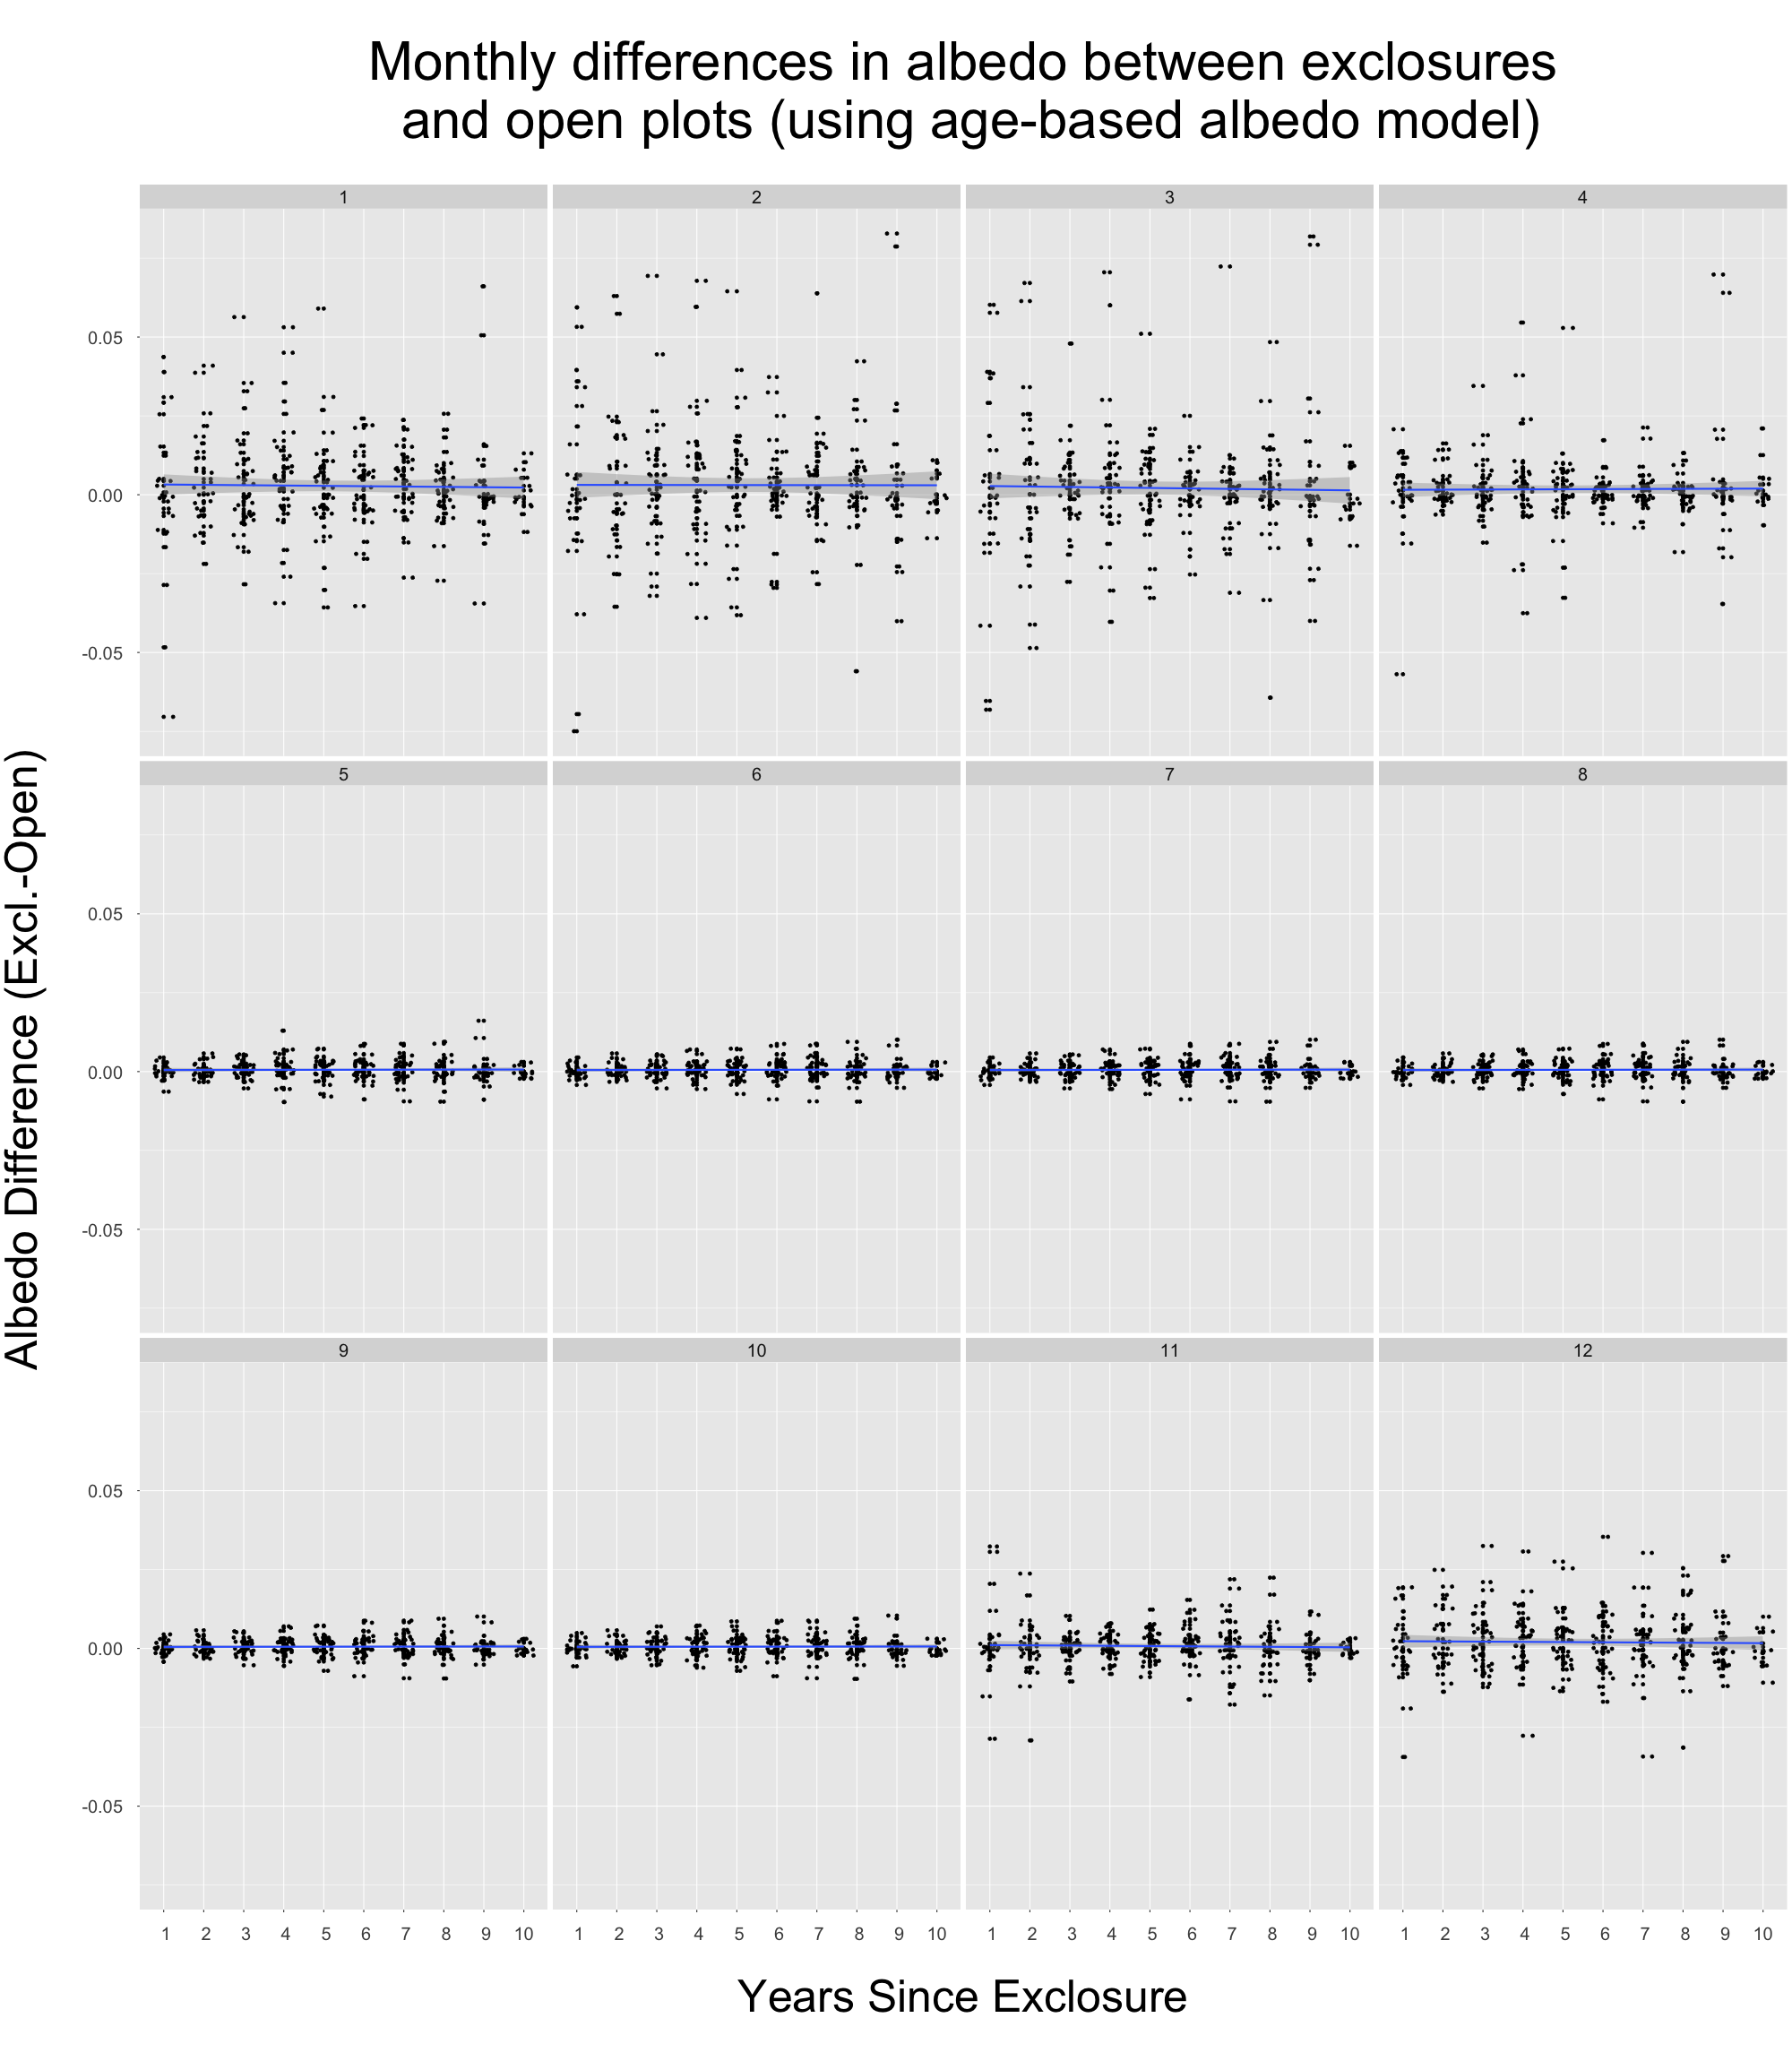 Monthly differences in albedo between exclosures
and open plots (using age-based albedo model)
Albedo Difference (Excl.-Open)
1 2 3 4
0.05
0.00
-0.05
5 6 7 8
0.05
0.00
-0.05
9 10 11 12
0.05
0.00
-0.05
1 2 3 4 5 6 7 8 9 10 1 2 3 4 5 6 7 8 9 10 1 2 3 4 5 6 7 8 9 10 1 2 3 4 5 6 7 8 9 10
Years Since Exclosure